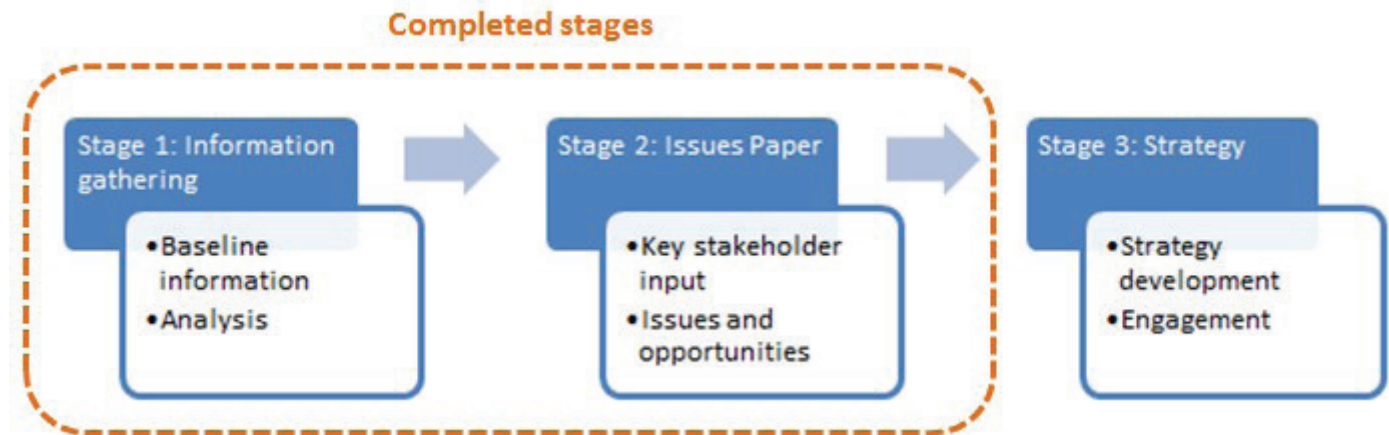 Completed stages
Stage 1: Information
gathering
•Baseline
information
•Analysis
Stage 2: Issues Paper
•Key stakeholder
input
•Issues and
opportunities
Stage 3: Strategy
•Strategy
development
•Engagement